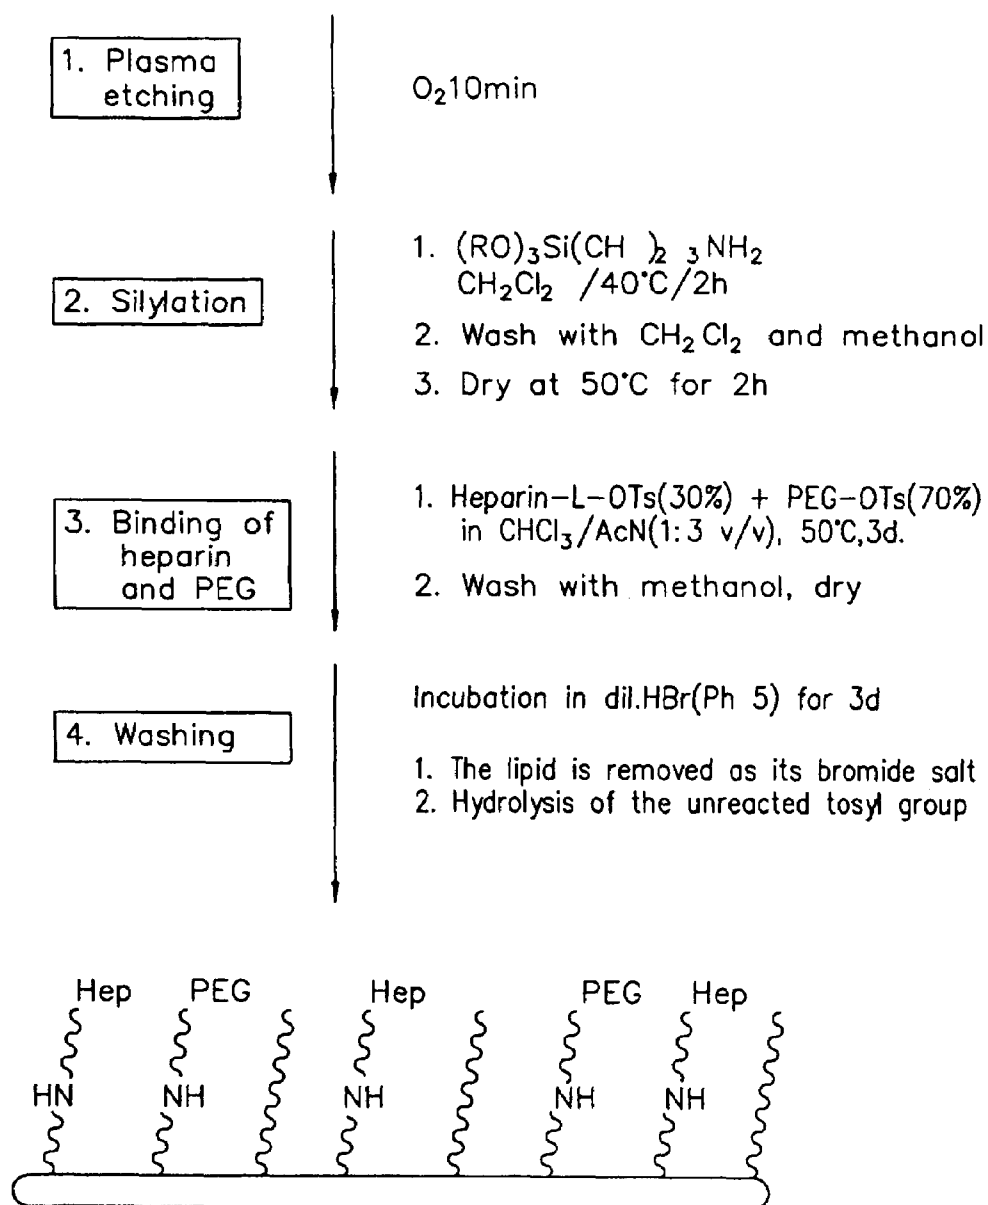 1. Plasma
etching
O₂10min
2. Silylation
1. (RO)₃Si(CH )₂ ₃NH₂
CH₂Cl₂ /40°C/2h
2. Wash with CH₂Cl₂ and methanol
3. Dry at 50°C for 2h
3. Binding of
heparin
and PEG
1. Heparin-L-OTs(30%) + PEG-OTs(70%)
in CHCl₃/AcN(1:3 v/v), 50°C,3d.
2. Wash with methanol, dry
4. Washing
Incubation in dil.HBr(Ph 5) for 3d
1. The lipid is removed as its bromide salt
2. Hydrolysis of the unreacted tosyl group
Hep PEG Hep PEG Hep
HN NH NH NH NH